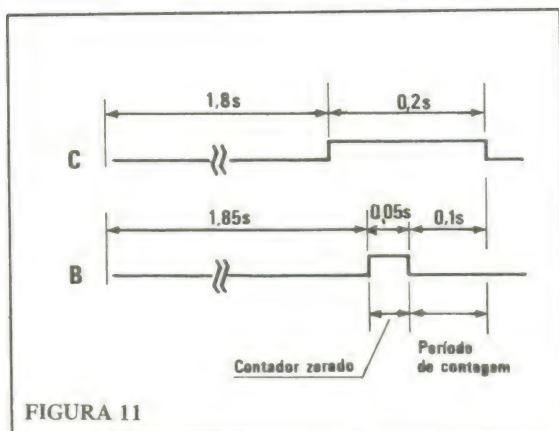 1,8s 0,2s
C
1,85s 0,05s 0,1s
B
Contador zerado Período
de contagem
FIGURA 11